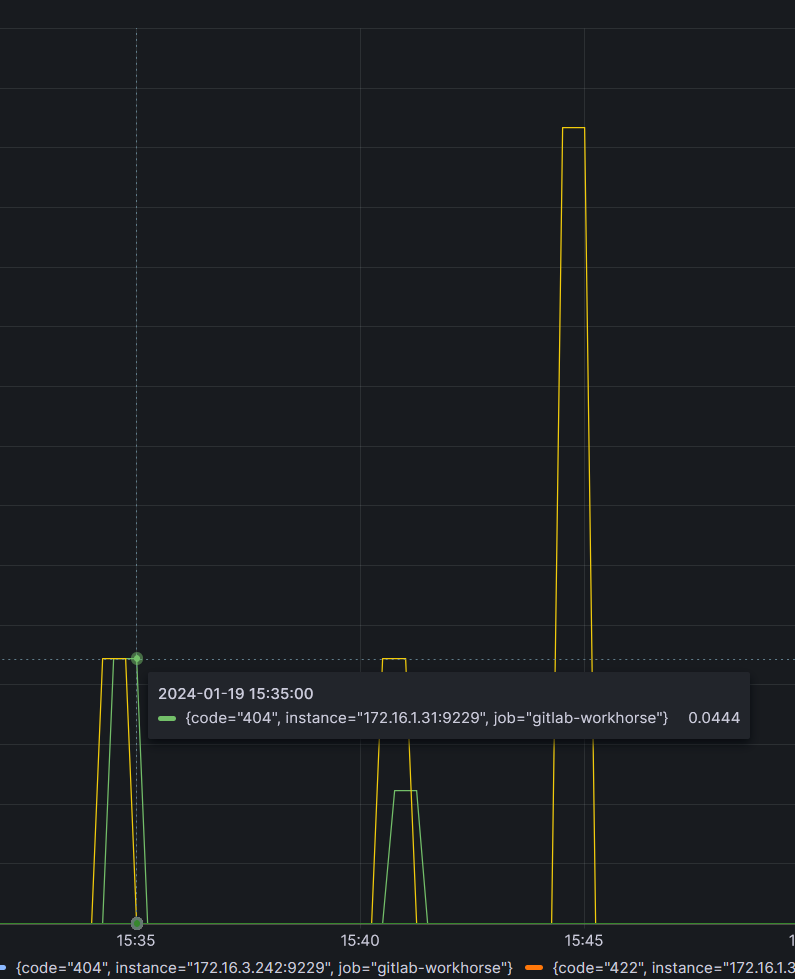 2024-01-19 15:35:00
{code="404", instance="172.16.1.31:9229", job="gitlab-workhorse"} 0.0444
15:35 15:40 15:45 1
{code="404", instance="172.16.3.242:9229", job="gitlab-workhorse"} {code="422", instance="172.16.1.3